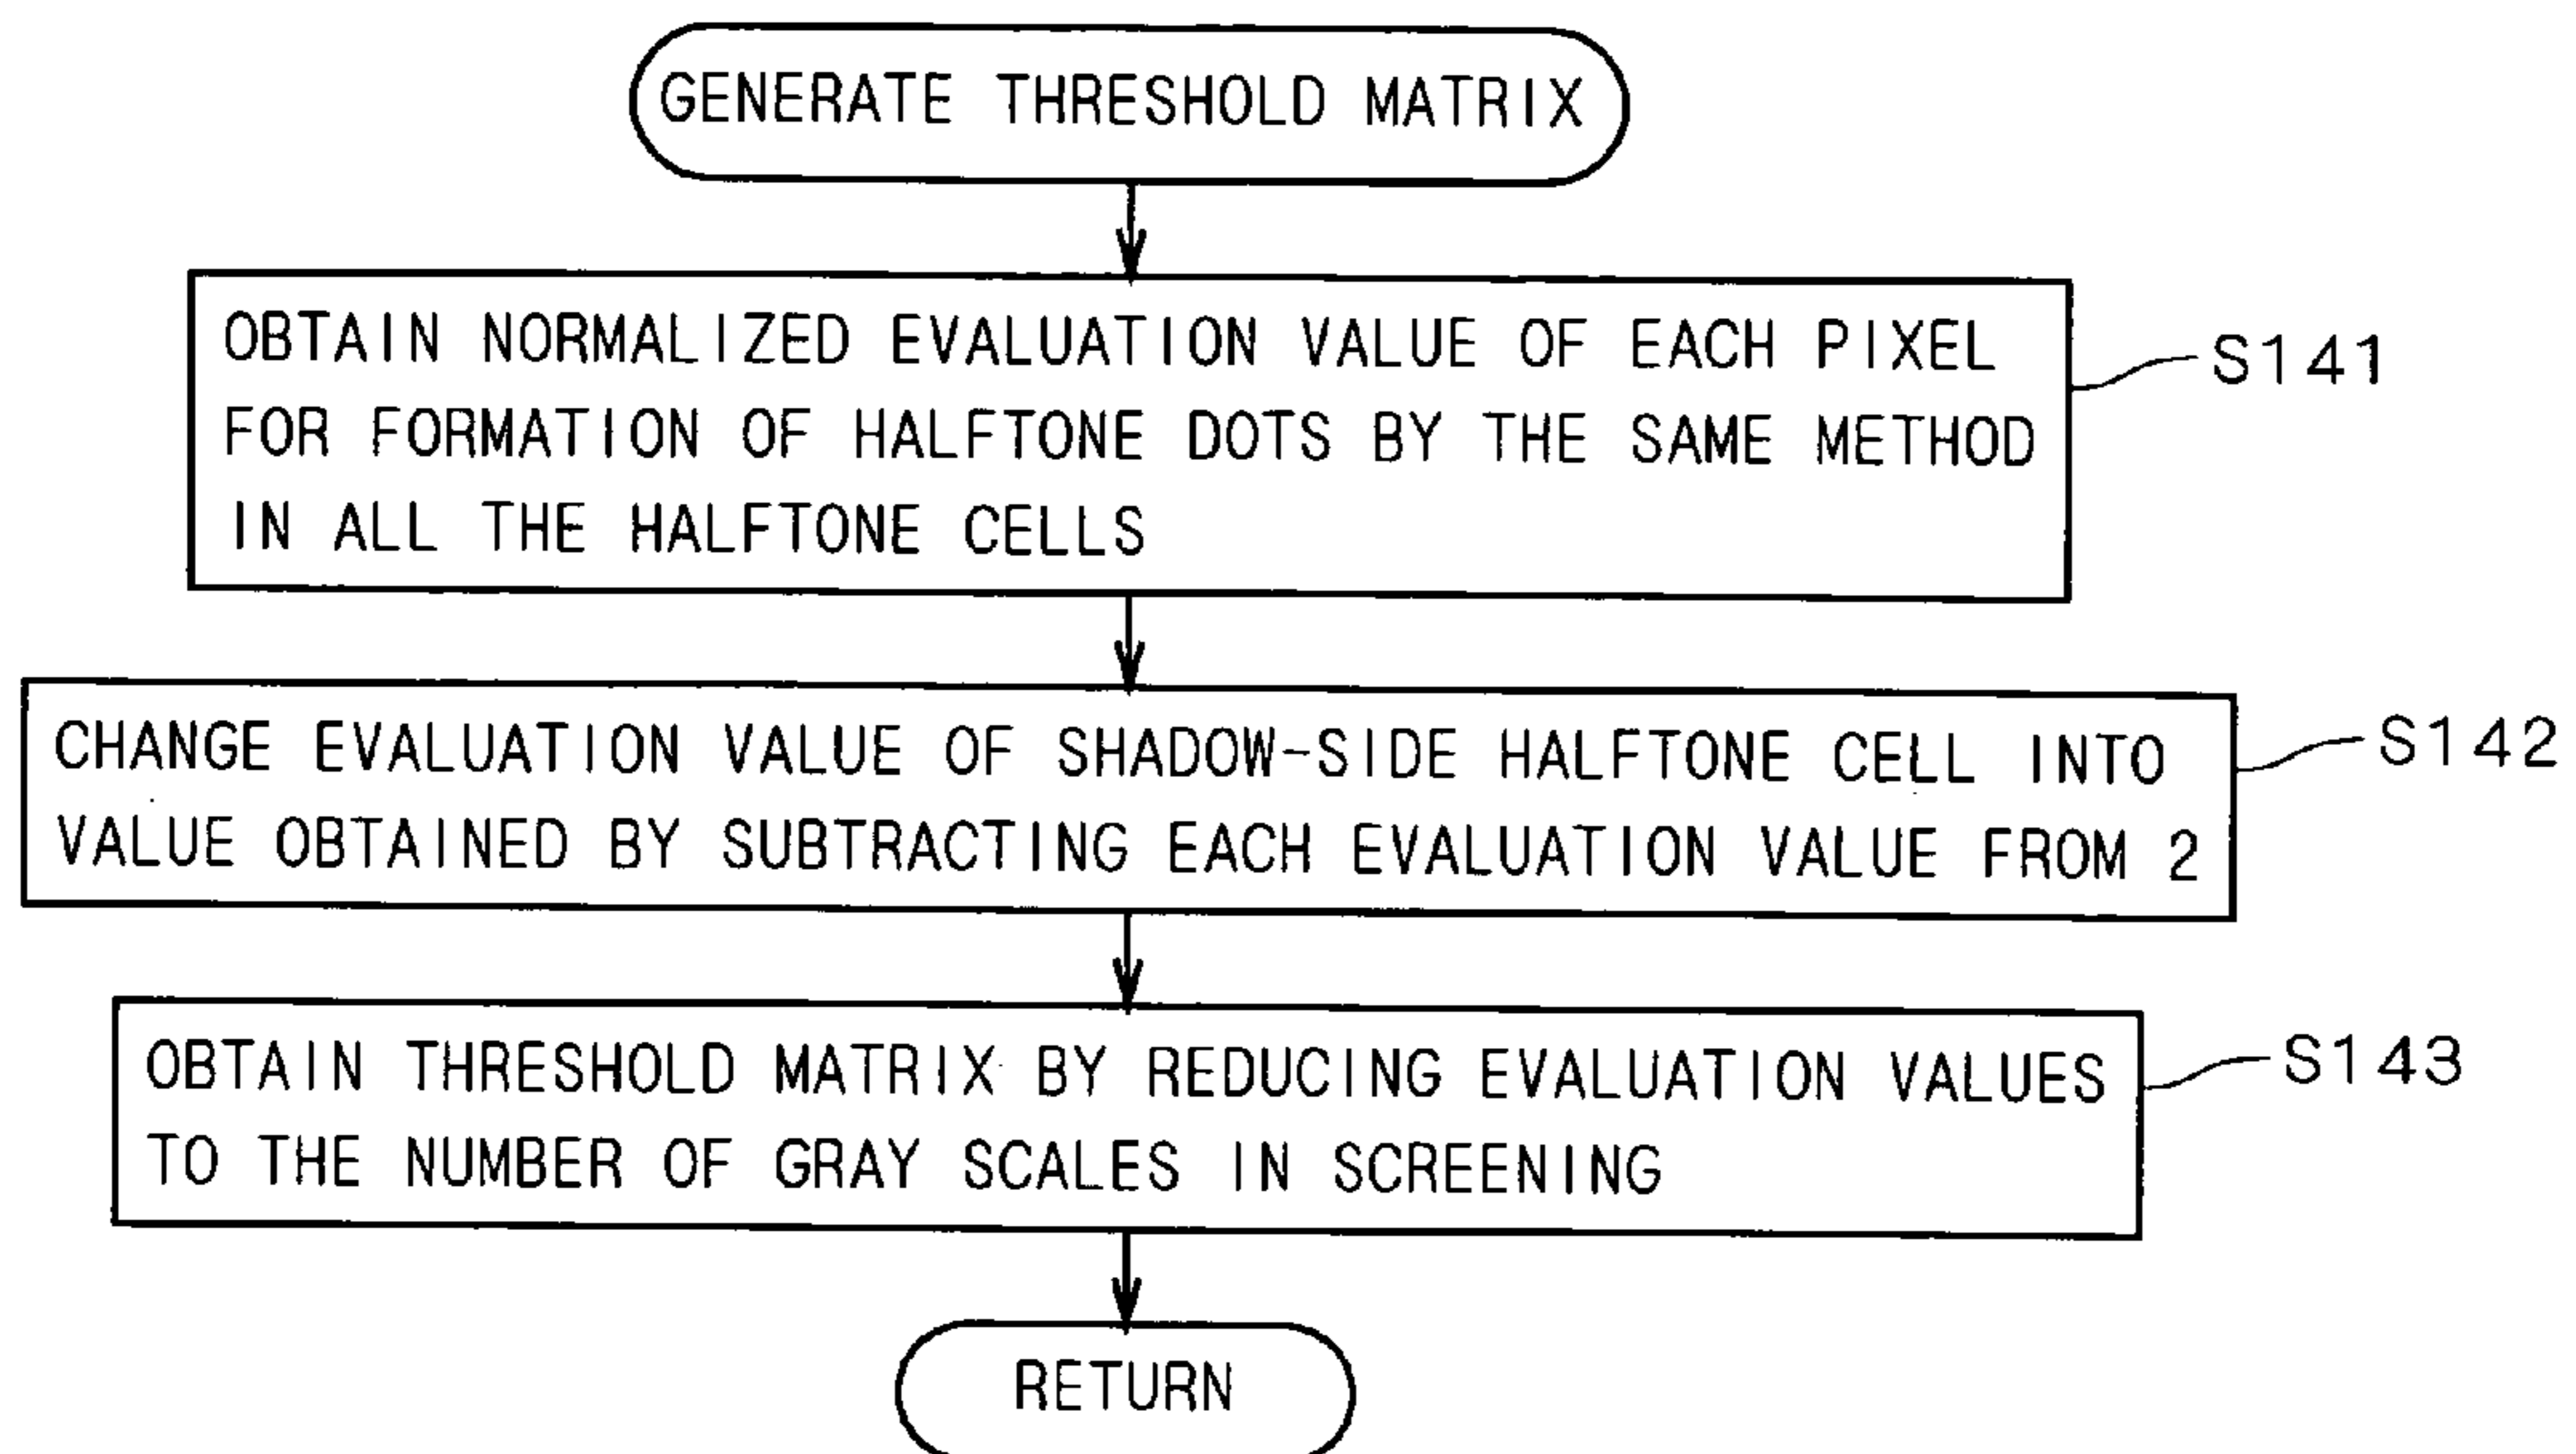 GENERATE THRESHOLD MATRIX
OBTAIN NORMALIZED EVALUATION VALUE OF EACH PIXEL
FOR FORMATION OF HALFTONE DOTS BY THE SAME METHOD
IN ALL THE HALFTONE CELLS
S141
CHANGE EVALUATION VALUE OF SHADOW-SIDE HALFTONE CELL INTO
VALUE OBTAINED BY SUBTRACTING EACH EVALUATION VALUE FROM 2
S142
OBTAIN THRESHOLD MATRIX BY REDUCING EVALUATION VALUES
TO THE NUMBER OF GRAY SCALES IN SCREENING
S143
RETURN